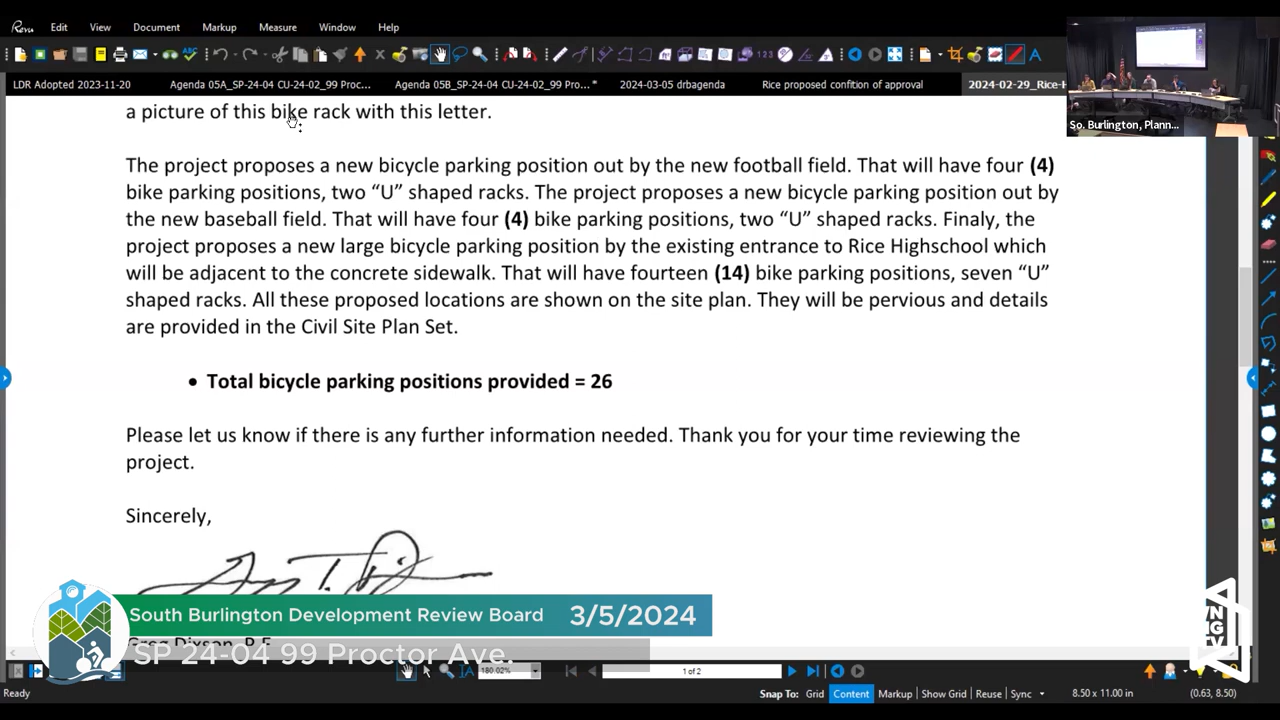 Revu Edit View Document Markup Measure Window Help
LDR Adopted 2023-11-20 Agenda 05A_SP-24-04 CU-24-02_99 Proc... Agenda 05B_SP-24-04 CU-24-02_99 Proc... * 2024-03-05 drbagenda Rice proposed confition of approval 2024-02-29_Rice-H
So. Burlington, Plann...
a picture of this bike rack with this letter.
The project proposes a new bicycle parking position out by the new football field. That will have four (4)
bike parking positions, two “U” shaped racks. The project proposes a new bicycle parking position out by
the new baseball field. That will have four (4) bike parking positions, two “U” shaped racks. Finaly, the
project proposes a new large bicycle parking position by the existing entrance to Rice Highschool which
will be adjacent to the concrete sidewalk. That will have fourteen (14) bike parking positions, seven “U”
shaped racks. All these proposed locations are shown on the site plan. They will be pervious and details
are provided in the Civil Site Plan Set.
• Total bicycle parking positions provided = 26
Please let us know if there is any further information needed. Thank you for your time reviewing the
project.
Sincerely,
South Burlington Development Review Board 3/5/2024
SP 24-04 99 Proctor Ave.
180.02% 1 of 2
Ready Snap To: Grid Content Markup Show Grid Reuse Sync 8.50 x 11.00 in (0.63, 8.50)